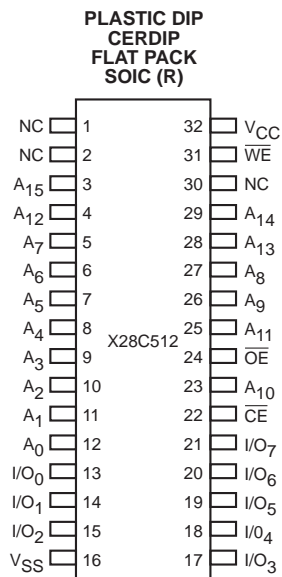 PLASTIC DIP
CERDIP
FLAT PACK
SOIC (R)
NC 1 32 VCC
NC 2 31 WE
A15 3 30 NC
A12 4 29 A14
A7 5 28 A13
A6 6 27 A8
A5 7 26 A9
A4 8 25 A11
X28C512
A3 9 24 OE
A2 10 23 A10
A1 11 22 CE
A0 12 21 I/O7
I/O0 13 20 I/O6
I/O1 14 19 I/O5
I/O2 15 18 I/04
VSS 16 17 I/O3